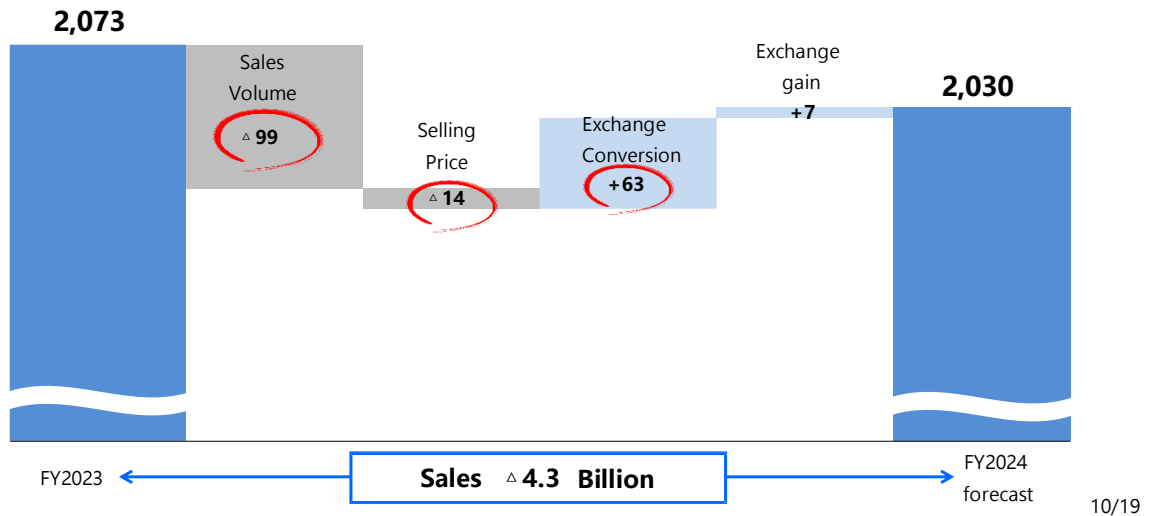 2,073
Sales
Volume
△ 99
Selling
Price
△ 14
Exchange
Conversion
+63
Exchange
gain
+7
2,030
FY2023
Sales △ 4.3 Billion
FY2024
forecast
10/19